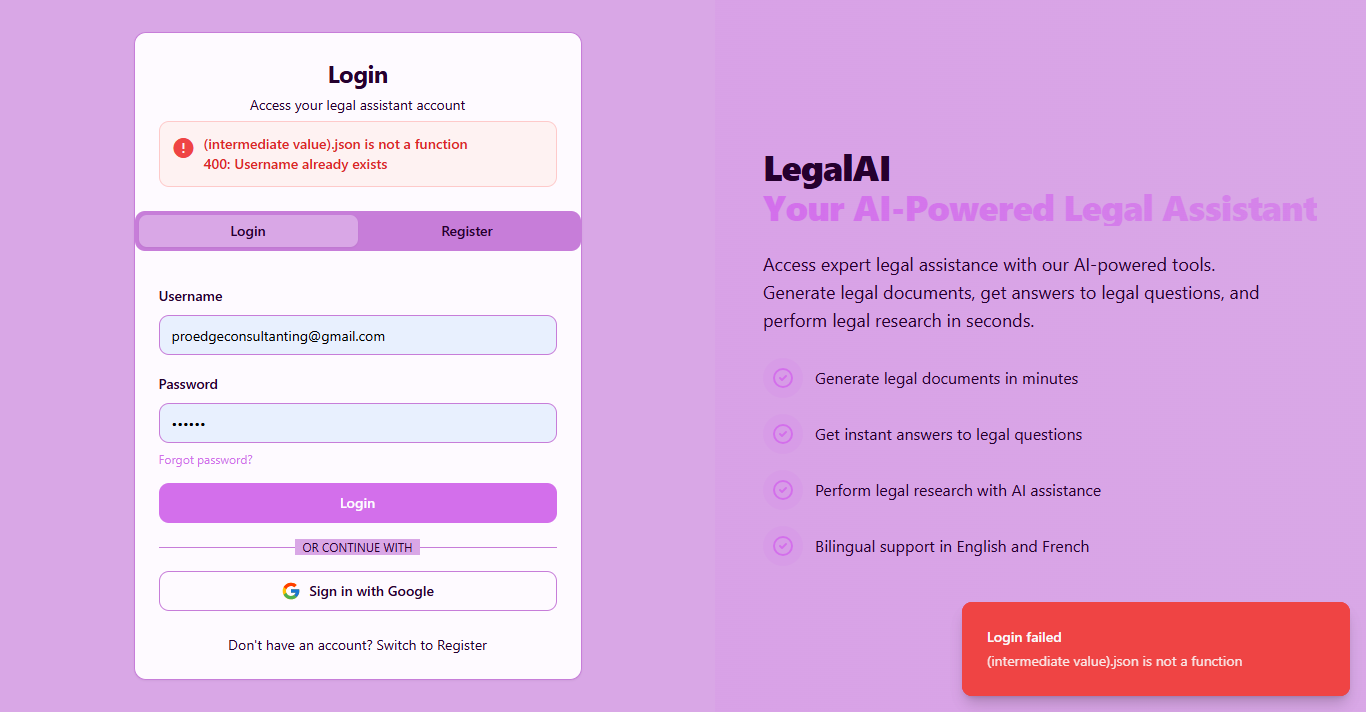 Login
Access your legal assistant account
(intermediate value).json is not a function
400: Username already exists
Login
Register
Username
proedgeconsultanting@gmail.com
Password
••••••
Forgot password?
Login
OR CONTINUE WITH
Sign in with Google
Don't have an account? Switch to Register
LegalAI
Your AI-Powered Legal Assistant
Access expert legal assistance with our AI-powered tools.
Generate legal documents, get answers to legal questions, and
perform legal research in seconds.
Generate legal documents in minutes
Get instant answers to legal questions
Perform legal research with AI assistance
Bilingual support in English and French
Login failed
(intermediate value).json is not a function